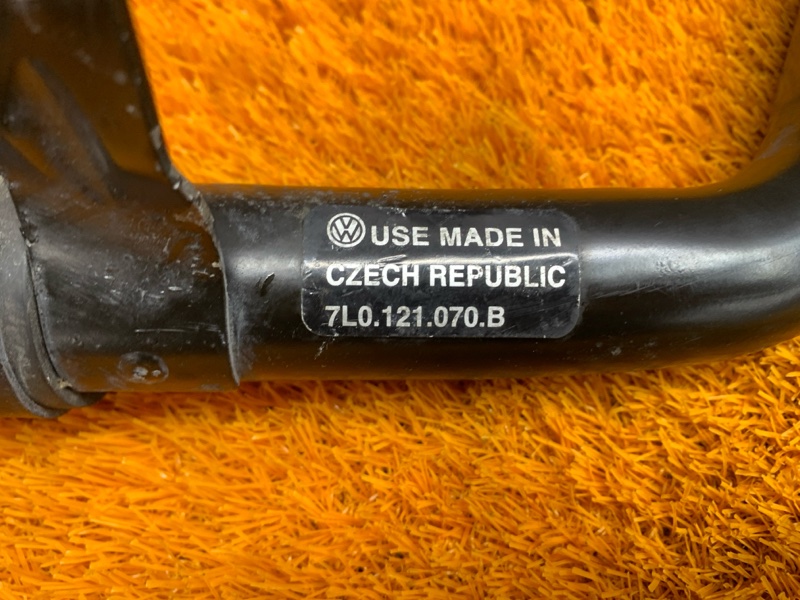 USE MADE IN
CZECH REPUBLIC
7L0.121.070.B